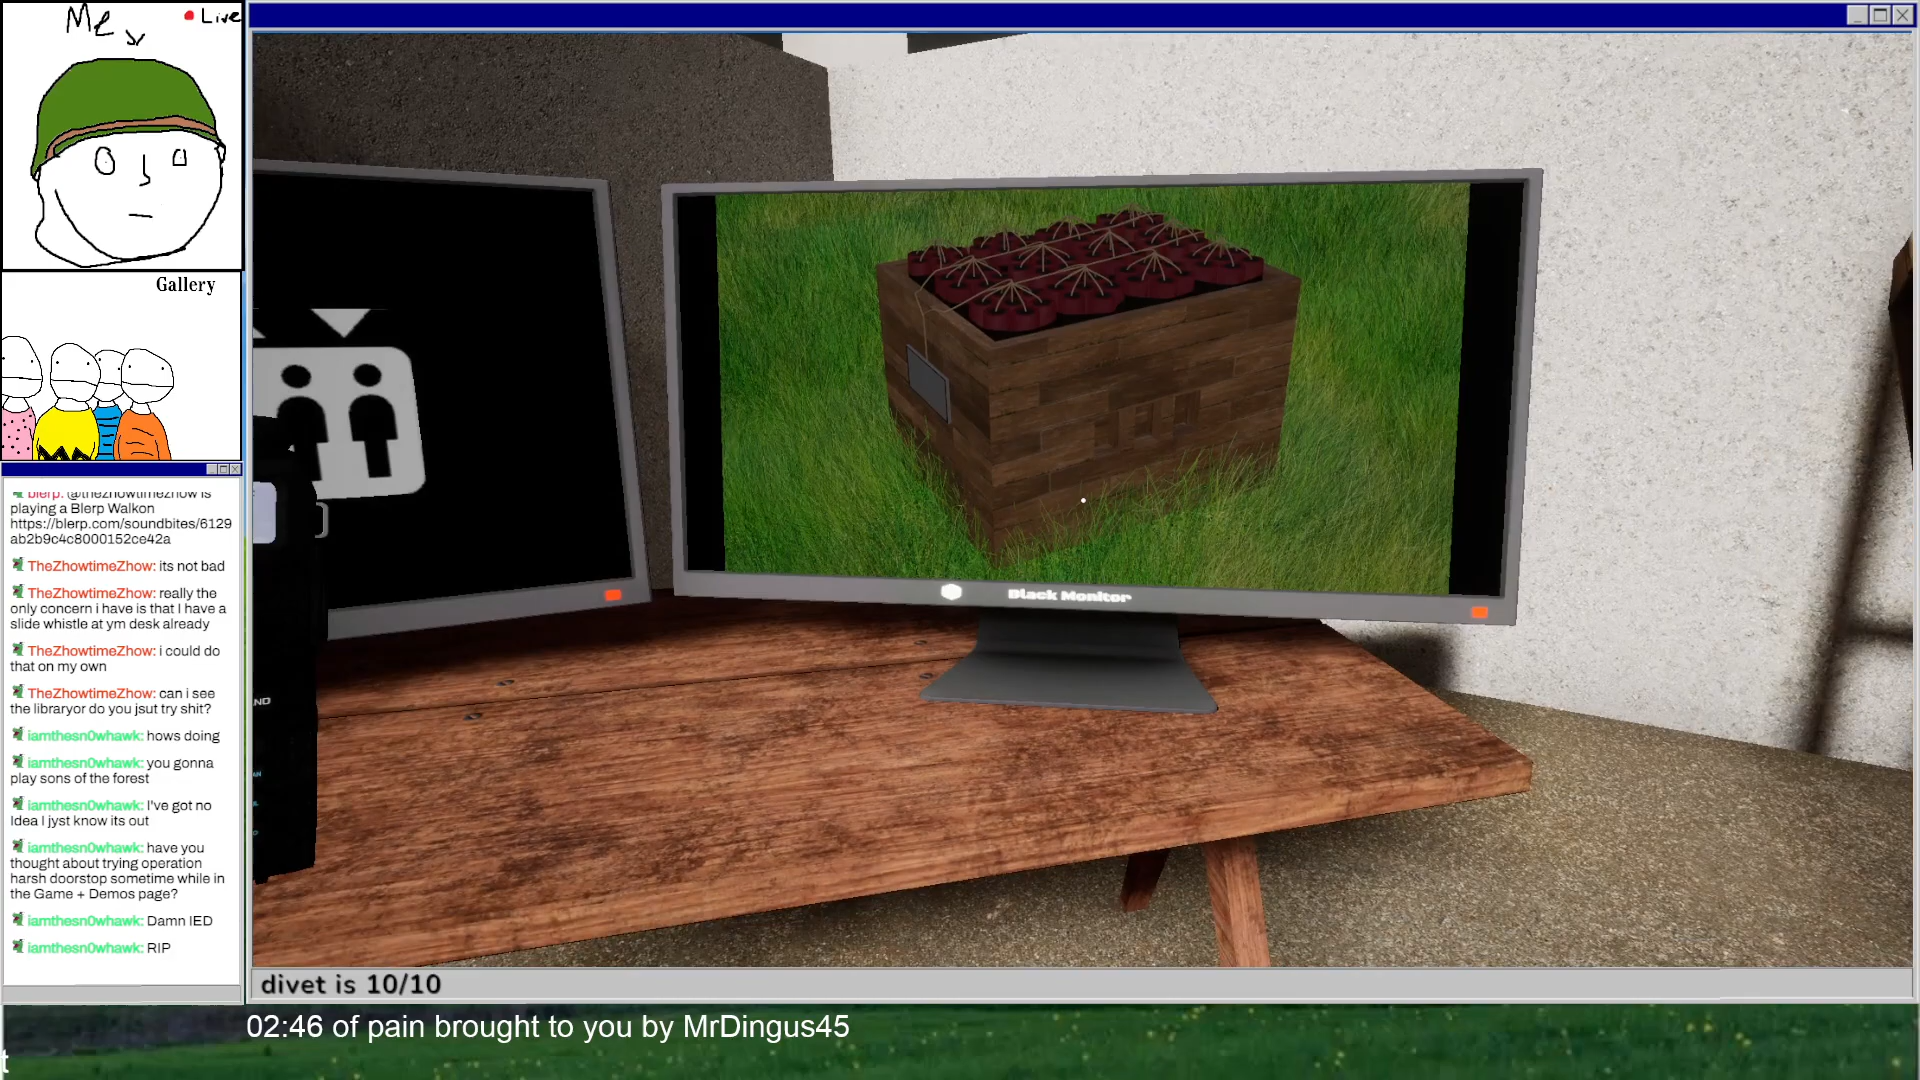 Me
Live
Gallery
blerp: @thezhowtimezhow is
playing a Blerp Walkon
https://blerp.com/soundbites/6129
ab2b9c4c8000152ce42a
TheZhowtimeZhow: its not bad
TheZhowtimeZhow: really the
only concern i have is that I have a
slide whistle at ym desk already
TheZhowtimeZhow: i could do
that on my own
TheZhowtimeZhow: can i see
the libraryor do you jsut try shit?
iamthesn0whawk: hows doing
iamthesn0whawk: you gonna
play sons of the forest
iamthesn0whawk: I've got no
Idea I jyst know its out
iamthesn0whawk: have you
thought about trying operation
harsh doorstop sometime while in
the Game + Demos page?
iamthesn0whawk: Damn IED
iamthesn0whawk: RIP
Black Monitor
divet is 10/10
02:46 of pain brought to you by MrDingus45
t